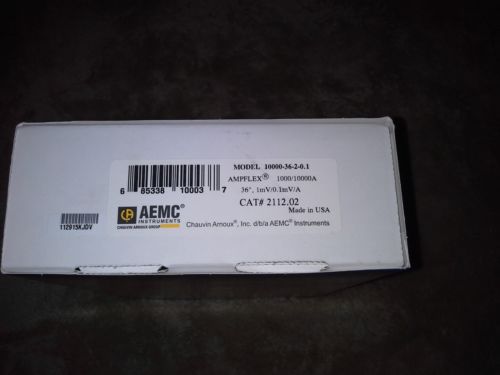 MODEL 10000-36-2-0.1
AMPFLEX® 1000/10000A
36", 1mV/0.1mV/A
CAT# 2112.02
Made in USA
6 85338 10003 7
AEMC®
INSTRUMENTS
CHAUVIN ARNOUX GROUP
Chauvin Arnoux®, Inc. d/b/a AEMC® Instruments
112915KJDV